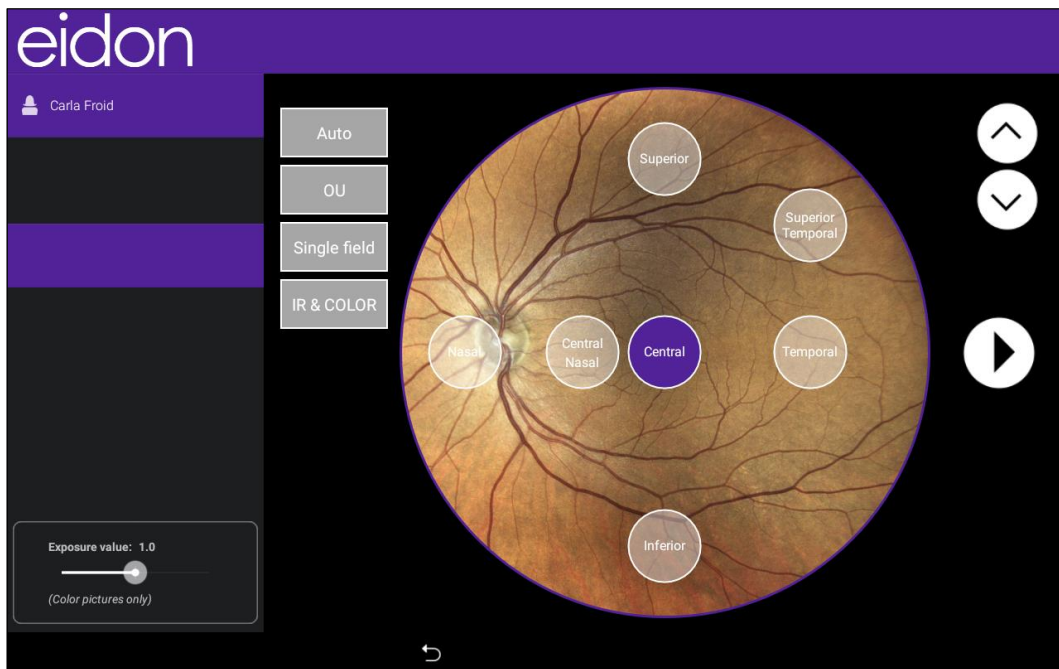 eidon
Carla Froid
Auto
OU
Single field
IR & COLOR
Superior
Superior
Temporal
Nasal
Central
Nasal
Central
Temporal
Inferior
Exposure value: 1.0
(Color pictures only)